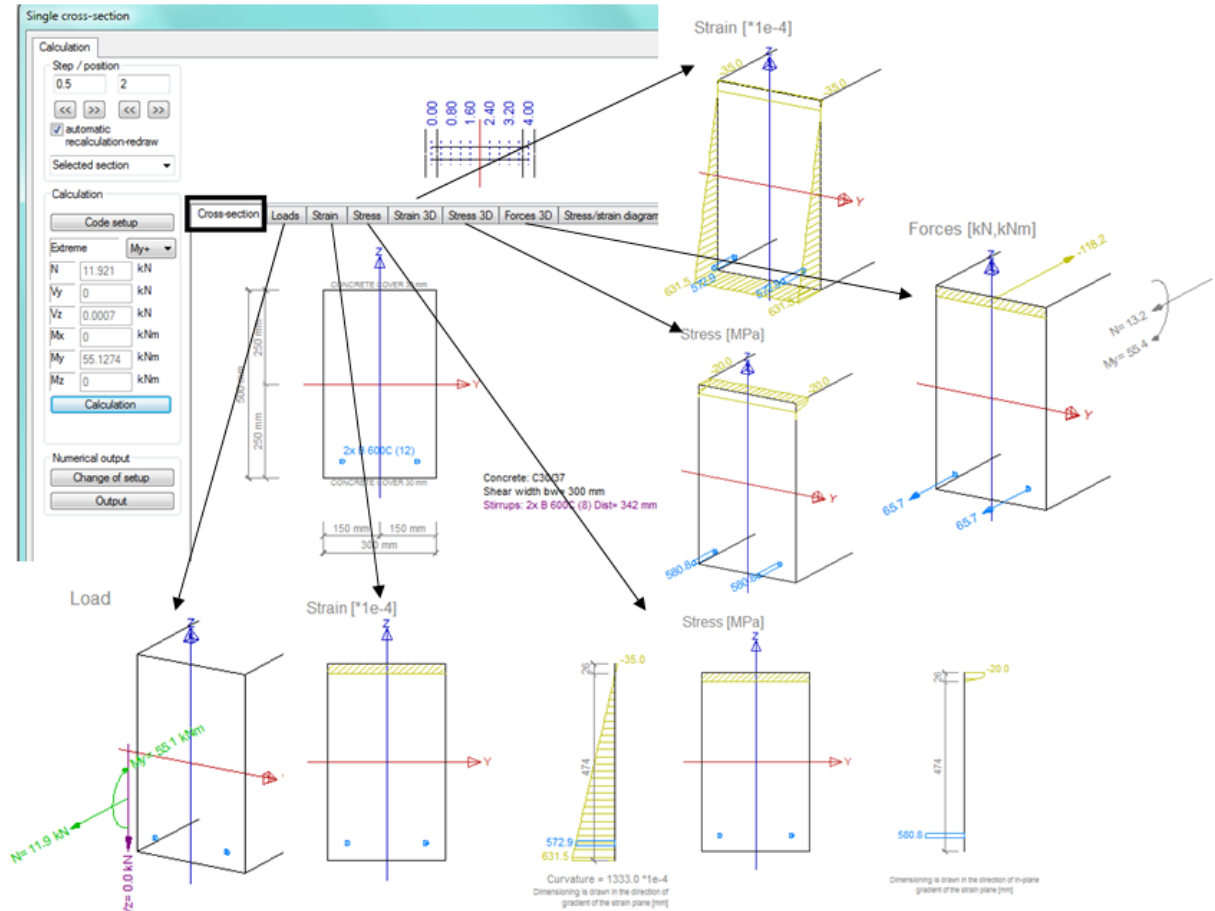 Single cross-section
Calculation
Step / position
0.5 2
<< >> << >>
automatic
recalculation-redraw
Selected section
Calculation
Code setup
Extreme My+
N 11.921 kN
Vy 0 kN
Vz 0.0007 kN
Mx 0 kNm
My 55.1274 kNm
Mz 0 kNm
Calculation
Numerical output
Change of setup
Output
0.00 0.80 1.60 2.40 3.20 4.00
Cross-section Loads Strain Stress Strain 3D Stress 3D Forces 3D Stress/strain diagram
Z
CONCRETE COVER 30 mm
500 mm
250 mm
250 mm
Y
2x B 600C (12)
CONCRETE COVER 30 mm
150 mm 150 mm
300 mm
Concrete: C30/37
Shear width bw= 300 mm
Stirrups: 2x B 600C (8) Dist= 342 mm
Strain [*1e-4]
Z
-35.0
-35.0
Y
572.9
631.5
631.5
Forces [kN,kNm]
Z
-118.2
N= 13.2
My= 55.4
Y
65.7
65.7
Stress [MPa]
Z
-20.0
-20.0
Y
580.8
580.8
Load
Z
My= 55.1 kNm
N= 11.9 kN
/z= 0.0 kN
Strain [*1e-4]
Z
Y
26
-35.0
474
572.9
631.5
Curvature = 1333.0 *1e-4
Dimensioning is drawn in the direction of
gradient of the strain plane [mm]
Stress [MPa]
Z
Y
26
-20.0
474
580.8
Dimensioning is drawn in the direction of in-plane
gradient of the strain plane [mm]